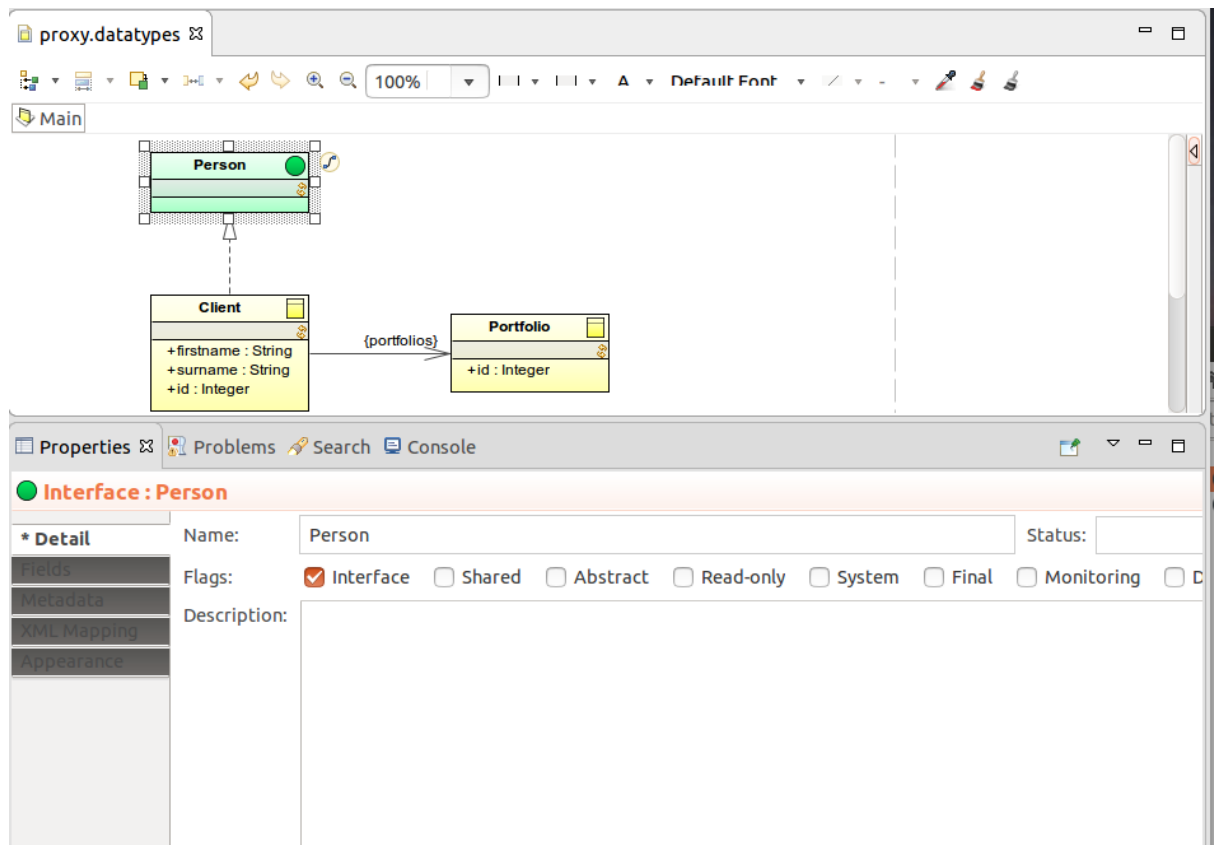 proxy.datatypes
100% A Default Font -
Main
Person
Client
+firstname : String
+surname : String
+id : Integer
{portfolios}
Portfolio
+id : Integer
Properties Problems Search Console
Interface : Person
* Detail
Fields
Metadata
XML Mapping
Appearance
Name: Person Status:
Flags: Interface Shared Abstract Read-only System Final Monitoring D
Description: